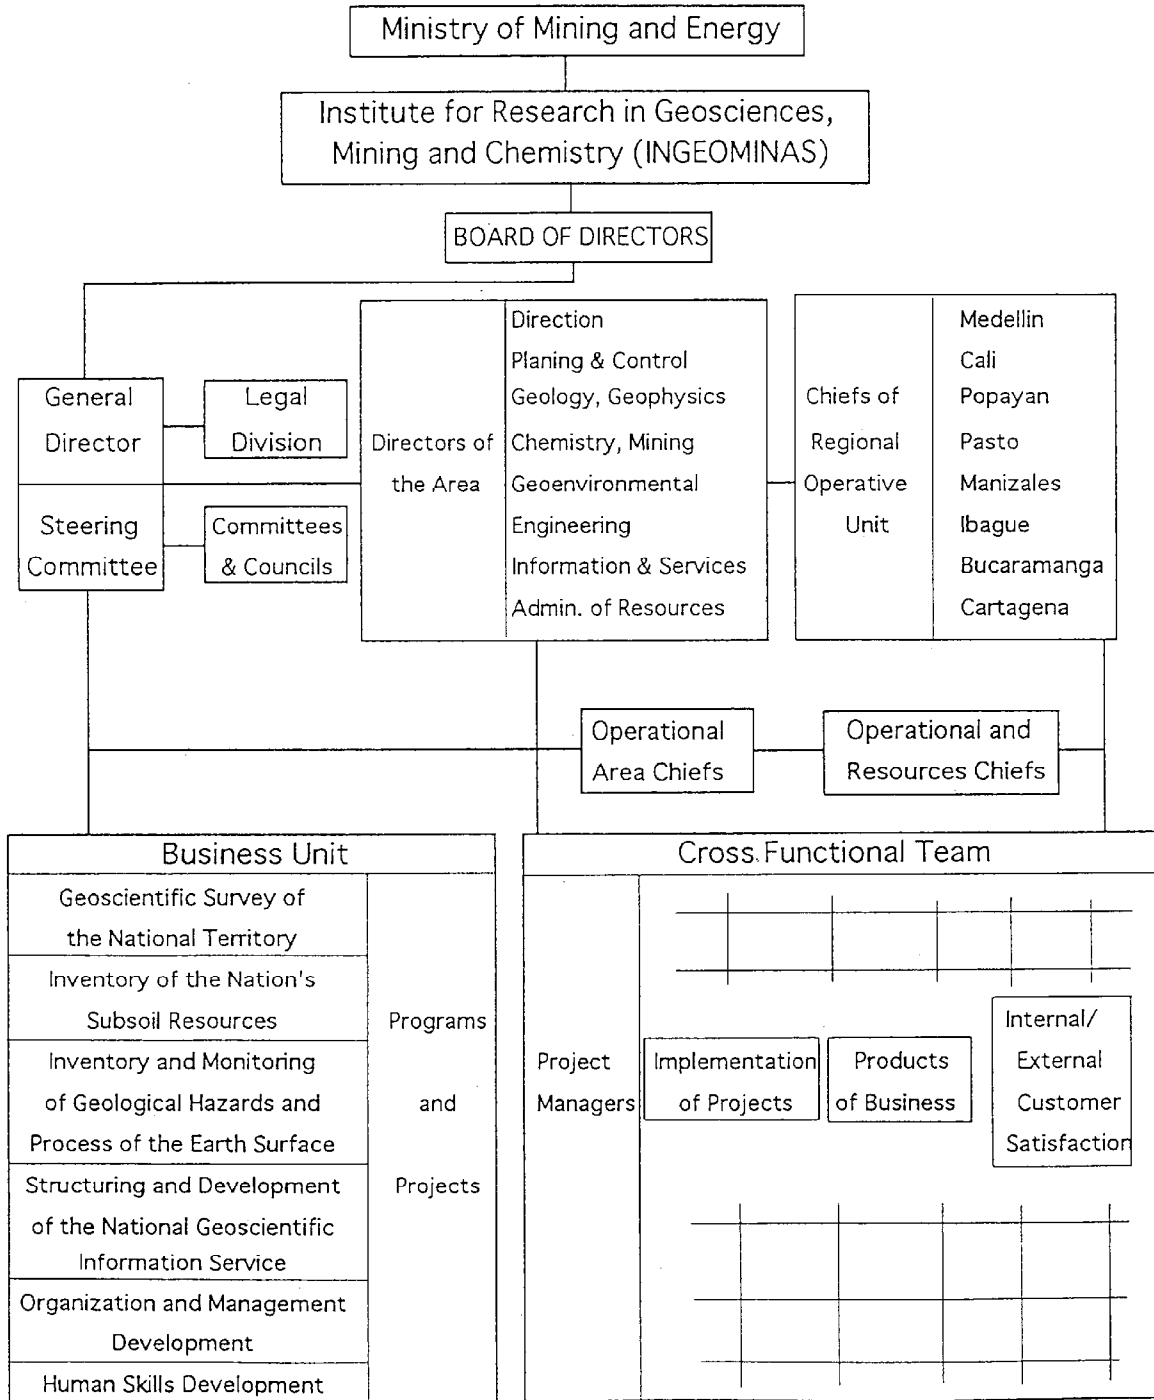 Ministry of Mining and Energy
Institute for Research in Geosciences,
Mining and Chemistry (INGEOMINAS)
BOARD OF DIRECTORS
General
Director
Steering
Committee
Legal
Division
Committees
& Councils
Directors of
the Area
Direction
Planing & Control
Geology, Geophysics
Chemistry, Mining
Geoenvironmental
Engineering
Information & Services
Admin. of Resources
Chiefs of
Regional
Operative
Unit
Medellin
Cali
Popayan
Pasto
Manizales
Ibague
Bucaramanga
Cartagena
Operational
Area Chiefs
Operational and
Resources Chiefs
Business Unit
Geoscientific Survey of
the National Territory
Inventory of the Nation's
Subsoil Resources
Inventory and Monitoring
of Geological Hazards and
Process of the Earth Surface
Structuring and Development
of the National Geoscientific
Information Service
Organization and Management
Development
Human Skills Development
Programs
and
Projects
Cross Functional Team
Project
Managers
Implementation
of Projects
Products
of Business
Internal/
External
Customer
Satisfaction